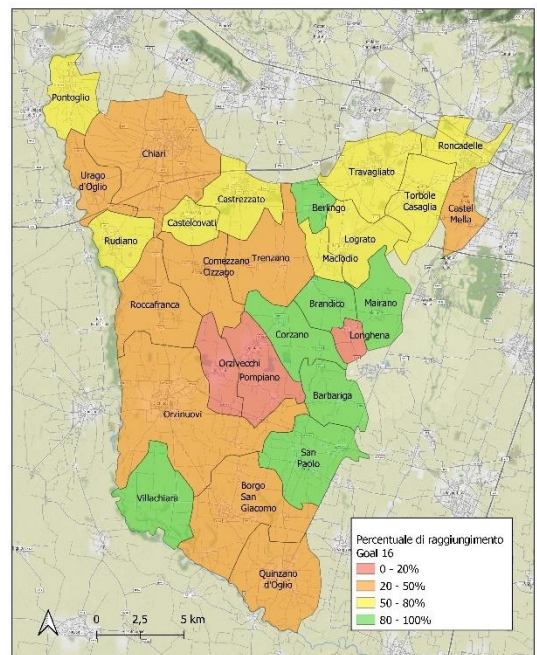 Pontoglio
Roncadelle
Chiari
Travagliato
Urago
d'Oglio
Castrezzato
Berlingo
Torbole
Casaglia
Castel
Mella
Castelcovati
Rudiano
Lograto
Maclodio
Comezzano
Cizzago
Trenzano
Roccafranca
Brandico
Mairano
Corzano
Longhena
Orzivecchi
Pompiano
Barbariga
Orzinuovi
San
Paolo
Villachiara
Borgo
San
Giacomo
Quinzano
d'Oglio
Percentuale di raggiungimento
Goal 16
0 - 20%
20 - 50%
50 - 80%
80 - 100%
0 2,5 5 km